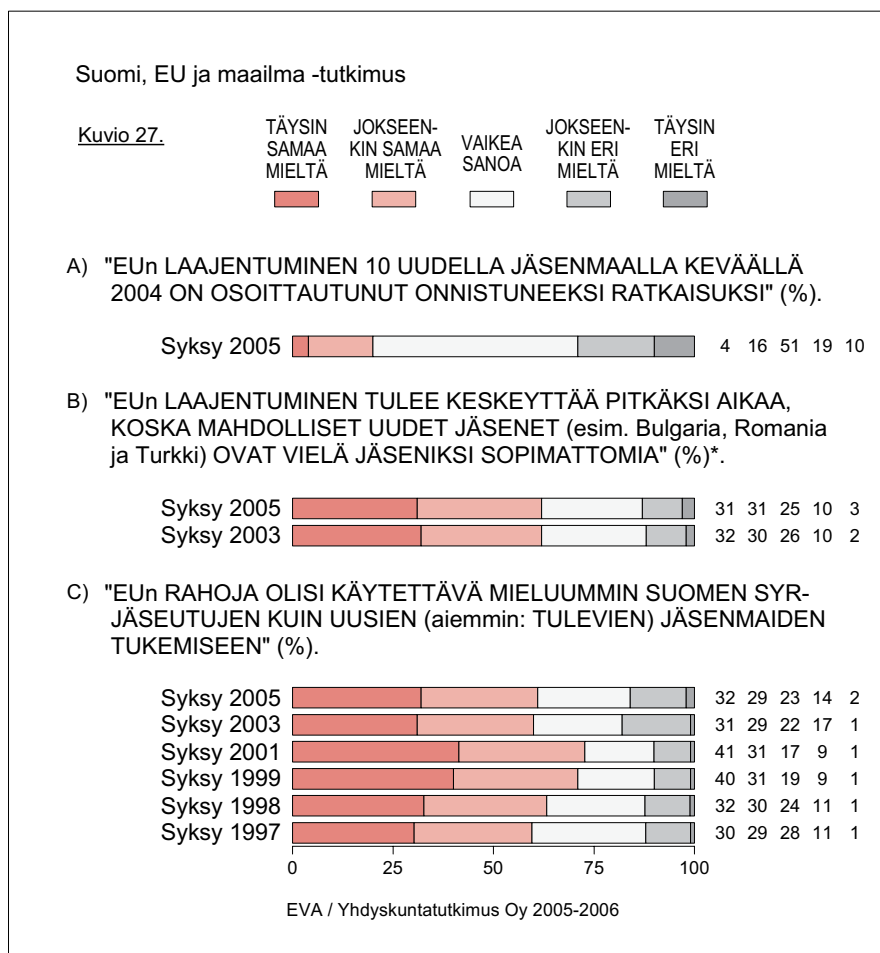 Suomi, EU ja maailma -tutkimus
Kuvio 27.
TÄYSIN
SAMAA
MIELTÄ
JOKSEEN-
KIN SAMAA
MIELTÄ
VAIKEA
SANOA
JOKSEEN-
KIN ERI
MIELTÄ
TÄYSIN
ERI
MIELTÄ
A) "EUn LAAJENTUMINEN 10 UUDELLA JÄSENMAALLA KEVÄÄLLÄ
2004 ON OSOITTAUTUNUT ONNISTUNEEKSI RATKAISUKSI" (%).
Syksy 2005 4 16 51 19 10
B) "EUn LAAJENTUMINEN TULEE KESKEYTTÄÄ PITKÄKSI AIKAA,
KOSKA MAHDOLLISET UUDET JÄSENET (esim. Bulgaria, Romania
ja Turkki) OVAT VIELÄ JÄSENIKSI SOPIMATTOMIA" (%)*.
Syksy 2005 31 31 25 10 3
Syksy 2003 32 30 26 10 2
C) "EUn RAHOJA OLISI KÄYTETTÄVÄ MIELUUMMIN SUOMEN SYR-
JÄSEUTUJEN KUIN UUSIEN (aiemmin: TULEVIEN) JÄSENMAIDEN
TUKEMISEEN" (%).
Syksy 2005 32 29 23 14 2
Syksy 2003 31 29 22 17 1
Syksy 2001 41 31 17 9 1
Syksy 1999 40 31 19 9 1
Syksy 1998 32 30 24 11 1
Syksy 1997 30 29 28 11 1
0 25 50 75 100
EVA / Yhdyskuntatutkimus Oy 2005-2006